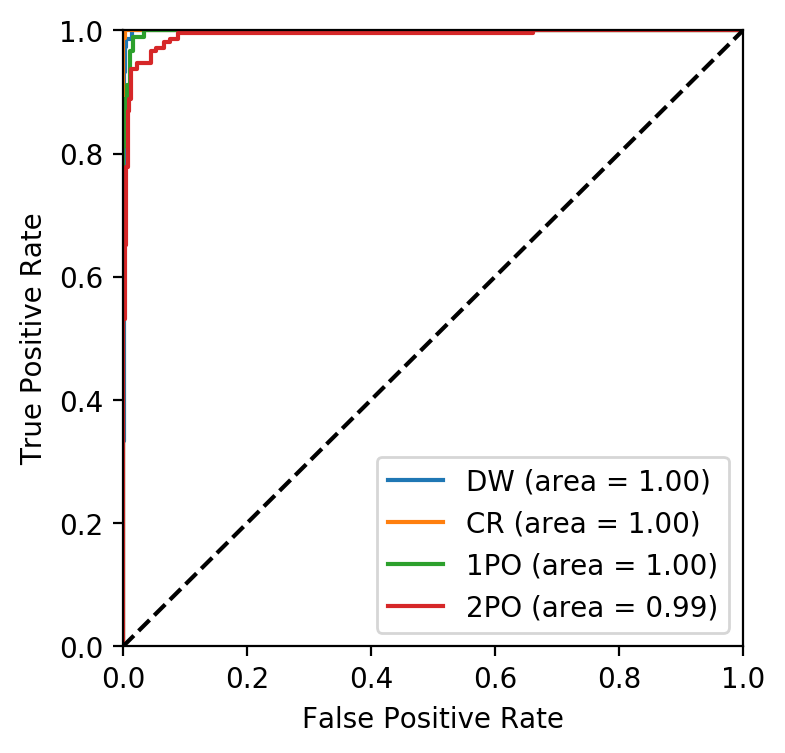 1.0
0.8
0.6
0.4
0.2
0.0
True Positive Rate
DW (area = 1.00)
CR (area = 1.00)
1PO (area = 1.00)
2PO (area = 0.99)
0.0 0.2 0.4 0.6 0.8 1.0
False Positive Rate